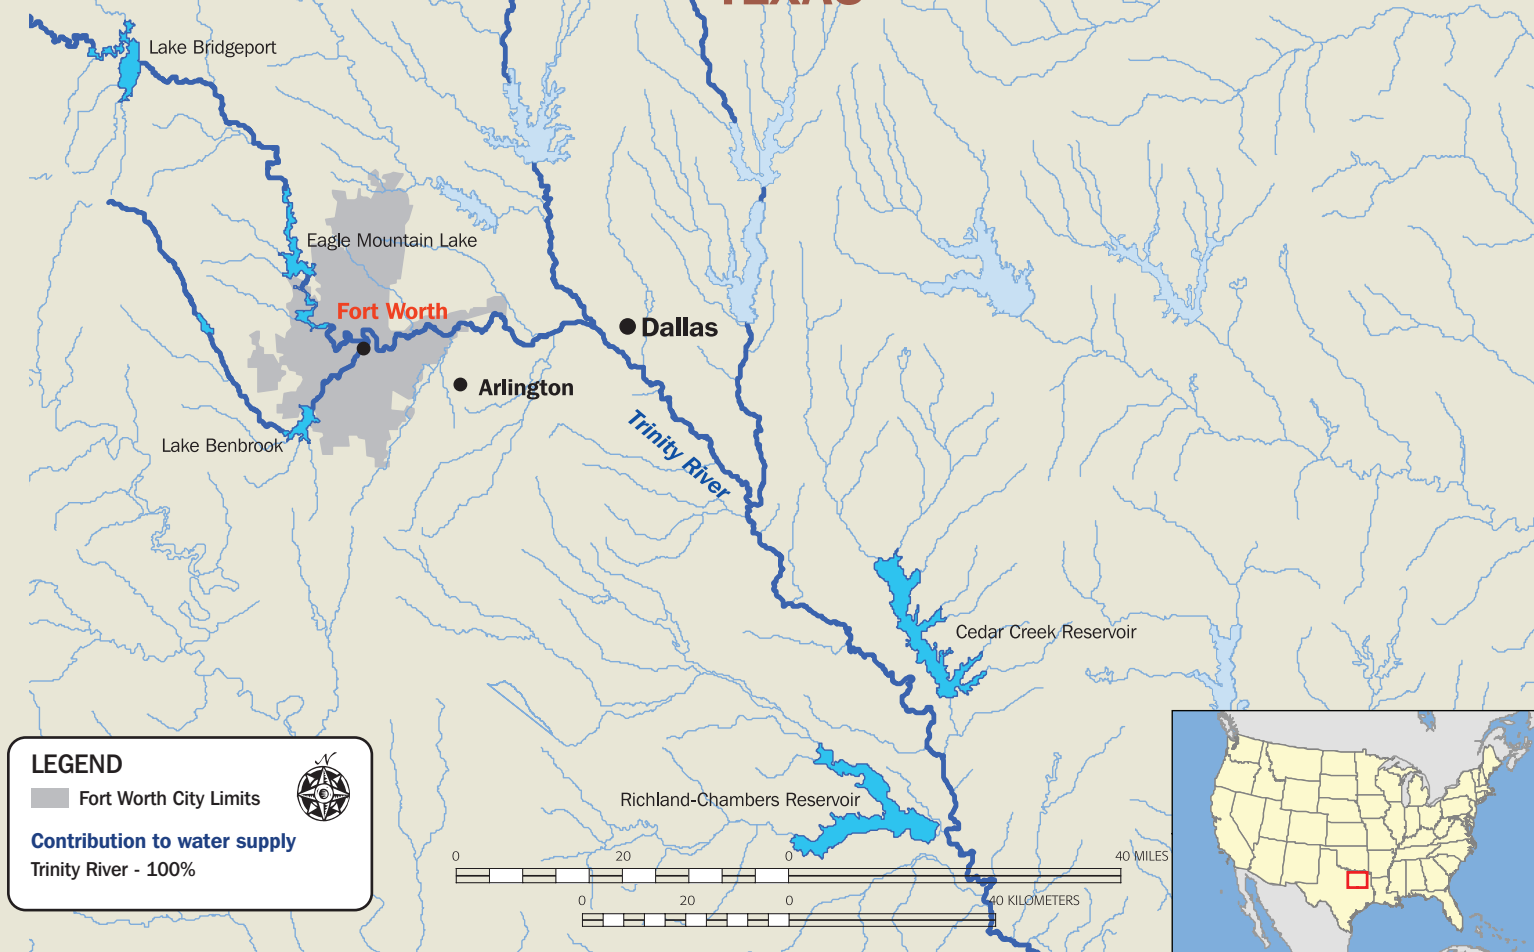 TEXAS
Lake Bridgeport
Eagle Mountain Lake
Fort Worth
Dallas
Arlington
Trinity River
Lake Benbrook
Cedar Creek Reservoir
Richland-Chambers Reservoir
LEGEND
N
Fort Worth City Limits
Contribution to water supply
Trinity River - 100%
0 20 0 40 MILES
0 20 0 40 KILOMETERS